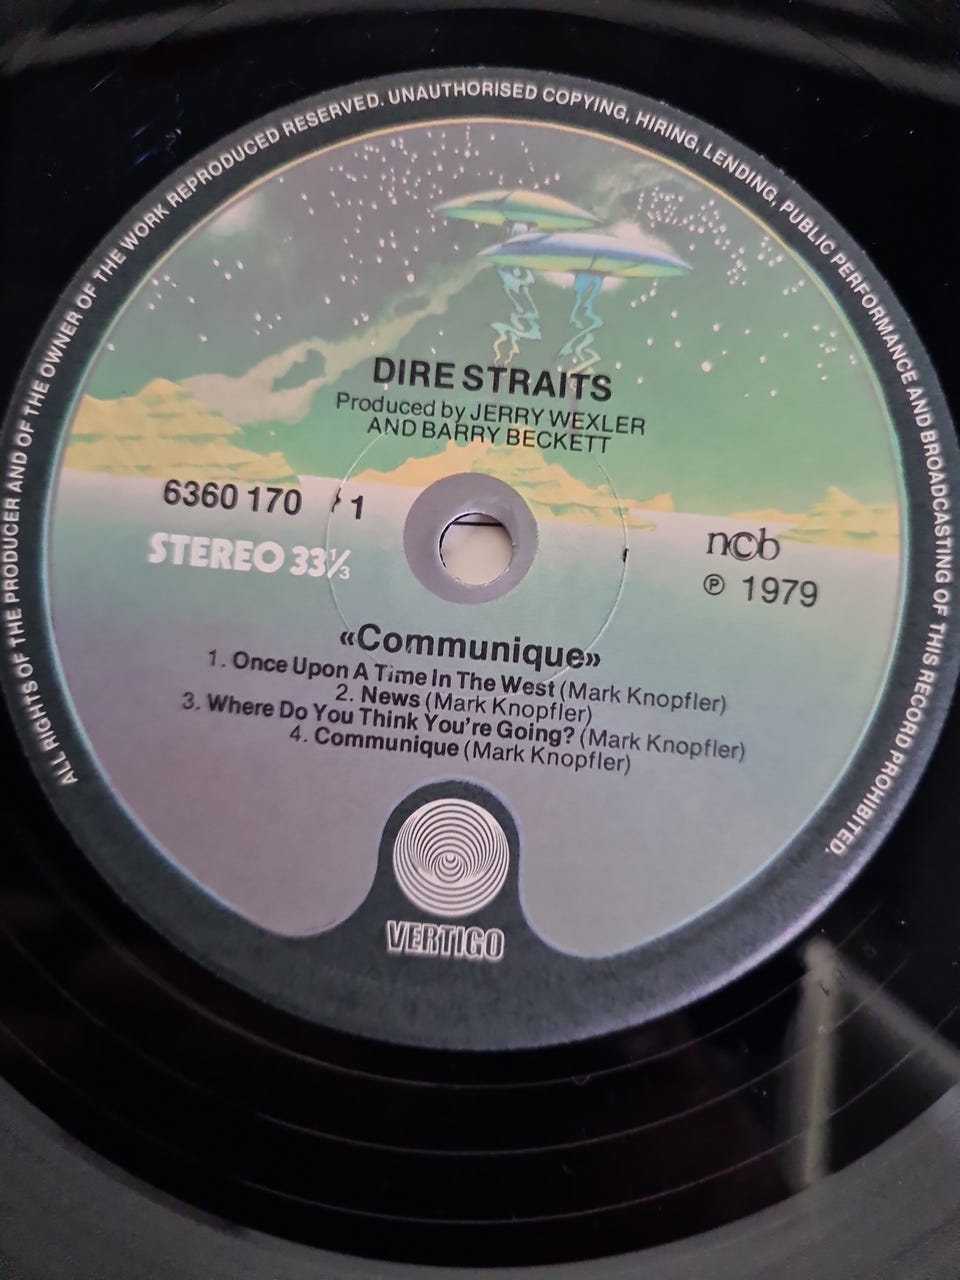 ALL RIGHTS OF THE PRODUCER AND OF THE OWNER OF THE WORK REPRODUCED RESERVED. UNAUTHORISED COPYING, HIRING, LENDING, PUBLIC PERFORMANCE AND BROADCASTING OF THIS RECORD PROHIBITED.
DIRE STRAITS
Produced by JERRY WEXLER
AND BARRY BECKETT
6360 170 1
STEREO 33⅓
ncb
℗ 1979
«Communique»
1. Once Upon A Time In The West (Mark Knopfler)
2. News (Mark Knopfler)
3. Where Do You Think You're Going? (Mark Knopfler)
4. Communique (Mark Knopfler)
VERTIGO